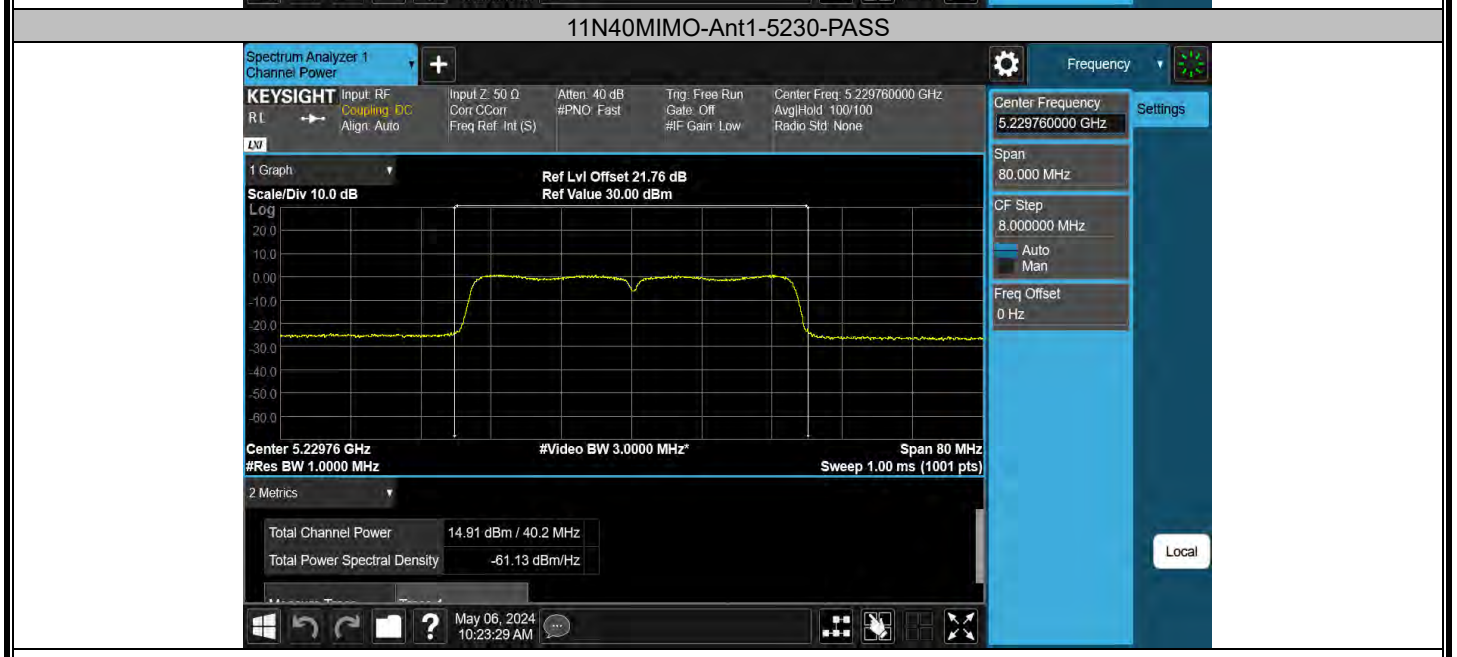 11N40MIMO-Ant1-5230-PASS
Spectrum Analyzer 1
Channel Power
Frequency
KEYSIGHT
RL
LXI
Input: RF
Coupling: DC
Align: Auto
Input Z: 50 Ω
Corr CCorr
Freq Ref: Int (S)
Atten: 40 dB
#PNO: Fast
Trig: Free Run
Gate: Off
#IF Gain: Low
Center Freq: 5.229760000 GHz
Avg|Hold: 100/100
Radio Std: None
Center Frequency
5.229760000 GHz
Settings
Span
80.000 MHz
CF Step
8.000000 MHz
Auto
Man
Freq Offset
0 Hz
1 Graph
Scale/Div 10.0 dB
Ref Lvl Offset 21.76 dB
Ref Value 30.00 dBm
Log
20.0
10.0
0.00
-10.0
-20.0
-30.0
-40.0
-50.0
-60.0
Center 5.22976 GHz
#Video BW 3.0000 MHz*
Span 80 MHz
#Res BW 1.0000 MHz
Sweep 1.00 ms (1001 pts)
2 Metrics
Total Channel Power 14.91 dBm / 40.2 MHz
Total Power Spectral Density -61.13 dBm/Hz
Local
?
May 06, 2024
10:23:29 AM